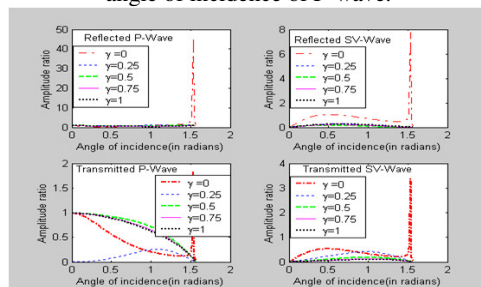 angle of incidence of P-wave.
Reflected P-Wave
50
40
30
20
10
0
Amplitude ratio
γ =0
γ=0.25
γ=0.5
γ=0.75
γ=1
0 0.5 1 1.5 2
Angle of incidence(in radians)
Reflected SV-Wave
8
6
4
2
0
Amplitude ratio
γ =0
γ=0.25
γ=0.5
γ=0.75
γ=1
0 0.5 1 1.5 2
Angle of incidence(in radians)
Transmitted P-Wave
2
1.5
1
0.5
0
Amplitude ratio
γ =0
γ=0.25
γ=0.5
γ=0.75
γ=1
0 0.5 1 1.5 2
Angle of incidence(in radians)
Transmitted SV-Wave
4
3
2
1
0
Amplitude ratio
γ =0
γ=0.25
γ=0.5
γ=0.75
γ=1
0 0.5 1 1.5 2
Angle of incidence(in radians)